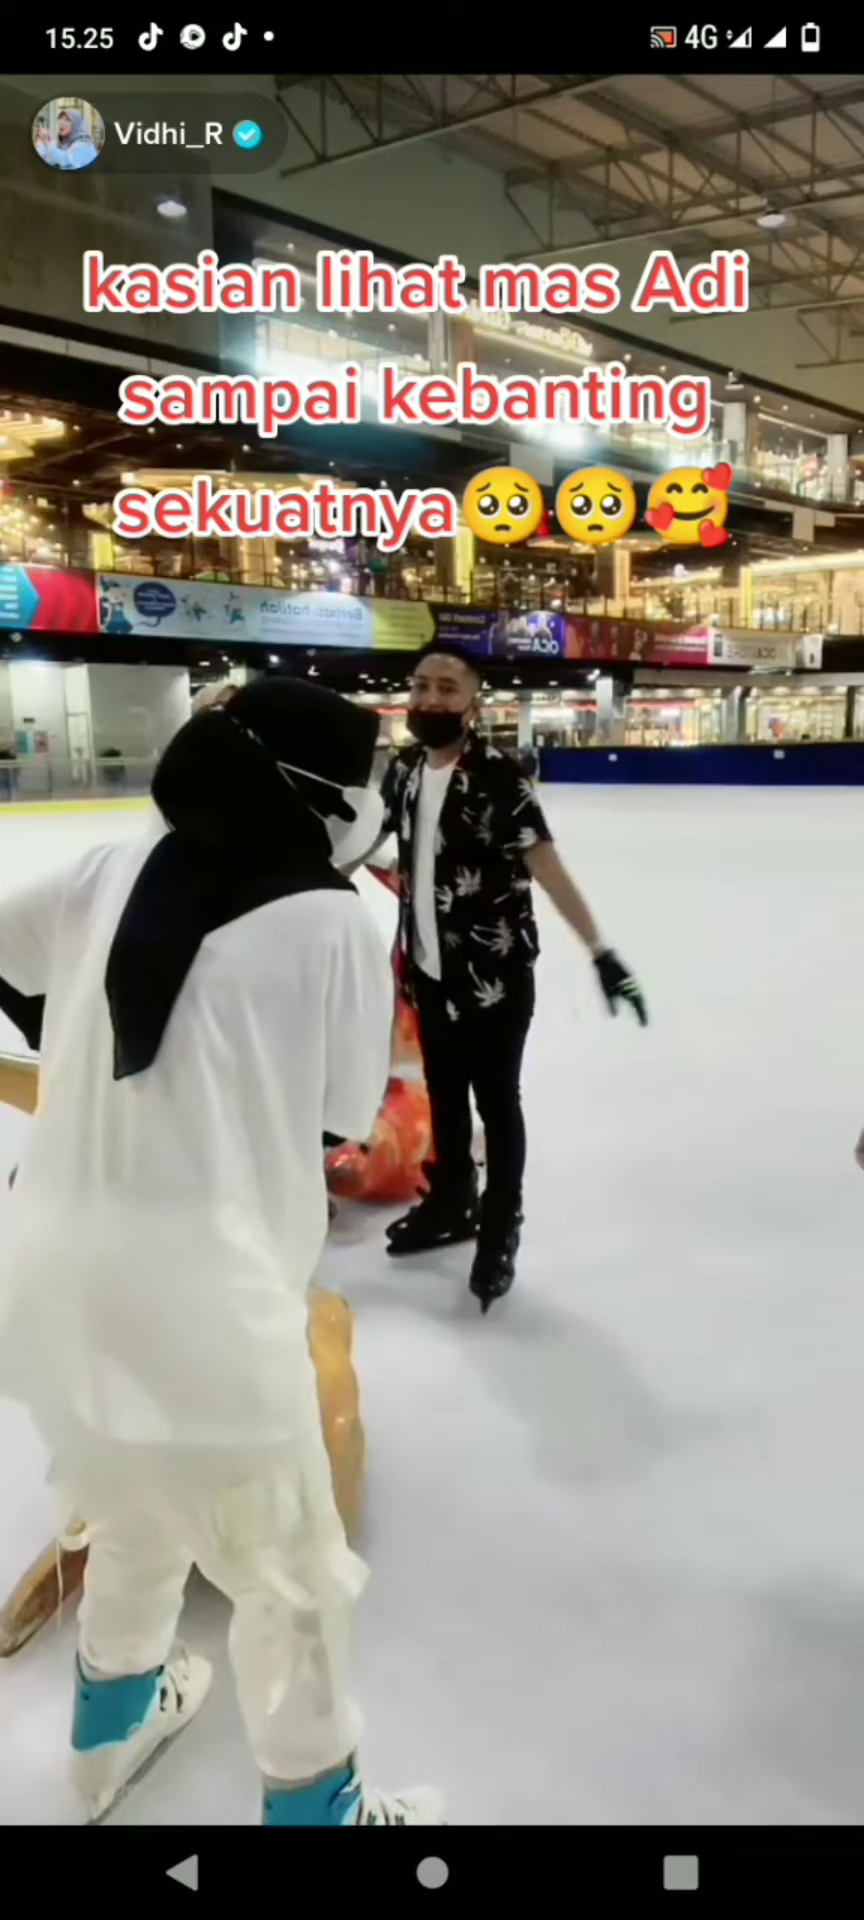 15.25
4G
Vidhi_R
kasian lihat mas Adi
sampai kebanting
sekuatnya🥺🥺🥰